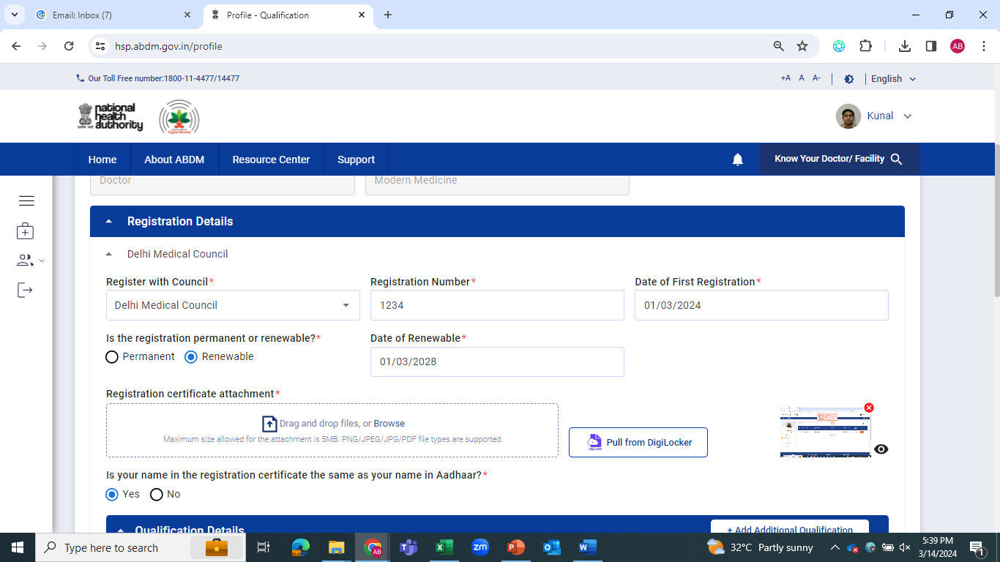 Email: Inbox (7)
Profile - Qualification
hsp.abdm.gov.in/profile
AB
Our Toll Free number:1800-11-4477/14477
+A A A-
English
national
health
authority
Kunal
Home
About ABDM
Resource Center
Support
Know Your Doctor/ Facility
Doctor
Modern Medicine
Registration Details
Delhi Medical Council
Register with Council*
Registration Number*
Date of First Registration*
Delhi Medical Council
1234
01/03/2024
Is the registration permanent or renewable?*
Date of Renewable*
Permanent
Renewable
01/03/2028
Registration certificate attachment*
Drag and drop files, or Browse
Maximum size allowed for the attachment is 5MB. PNG/JPEG/JPG/PDF file types are supported
Pull from DigiLocker
Is your name in the registration certificate the same as your name in Aadhaar?*
Yes
No
Qualification Details
+ Add Additional Qualification
Type here to search
AB
zm
32°C Partly sunny
5:39 PM
3/14/2024
1